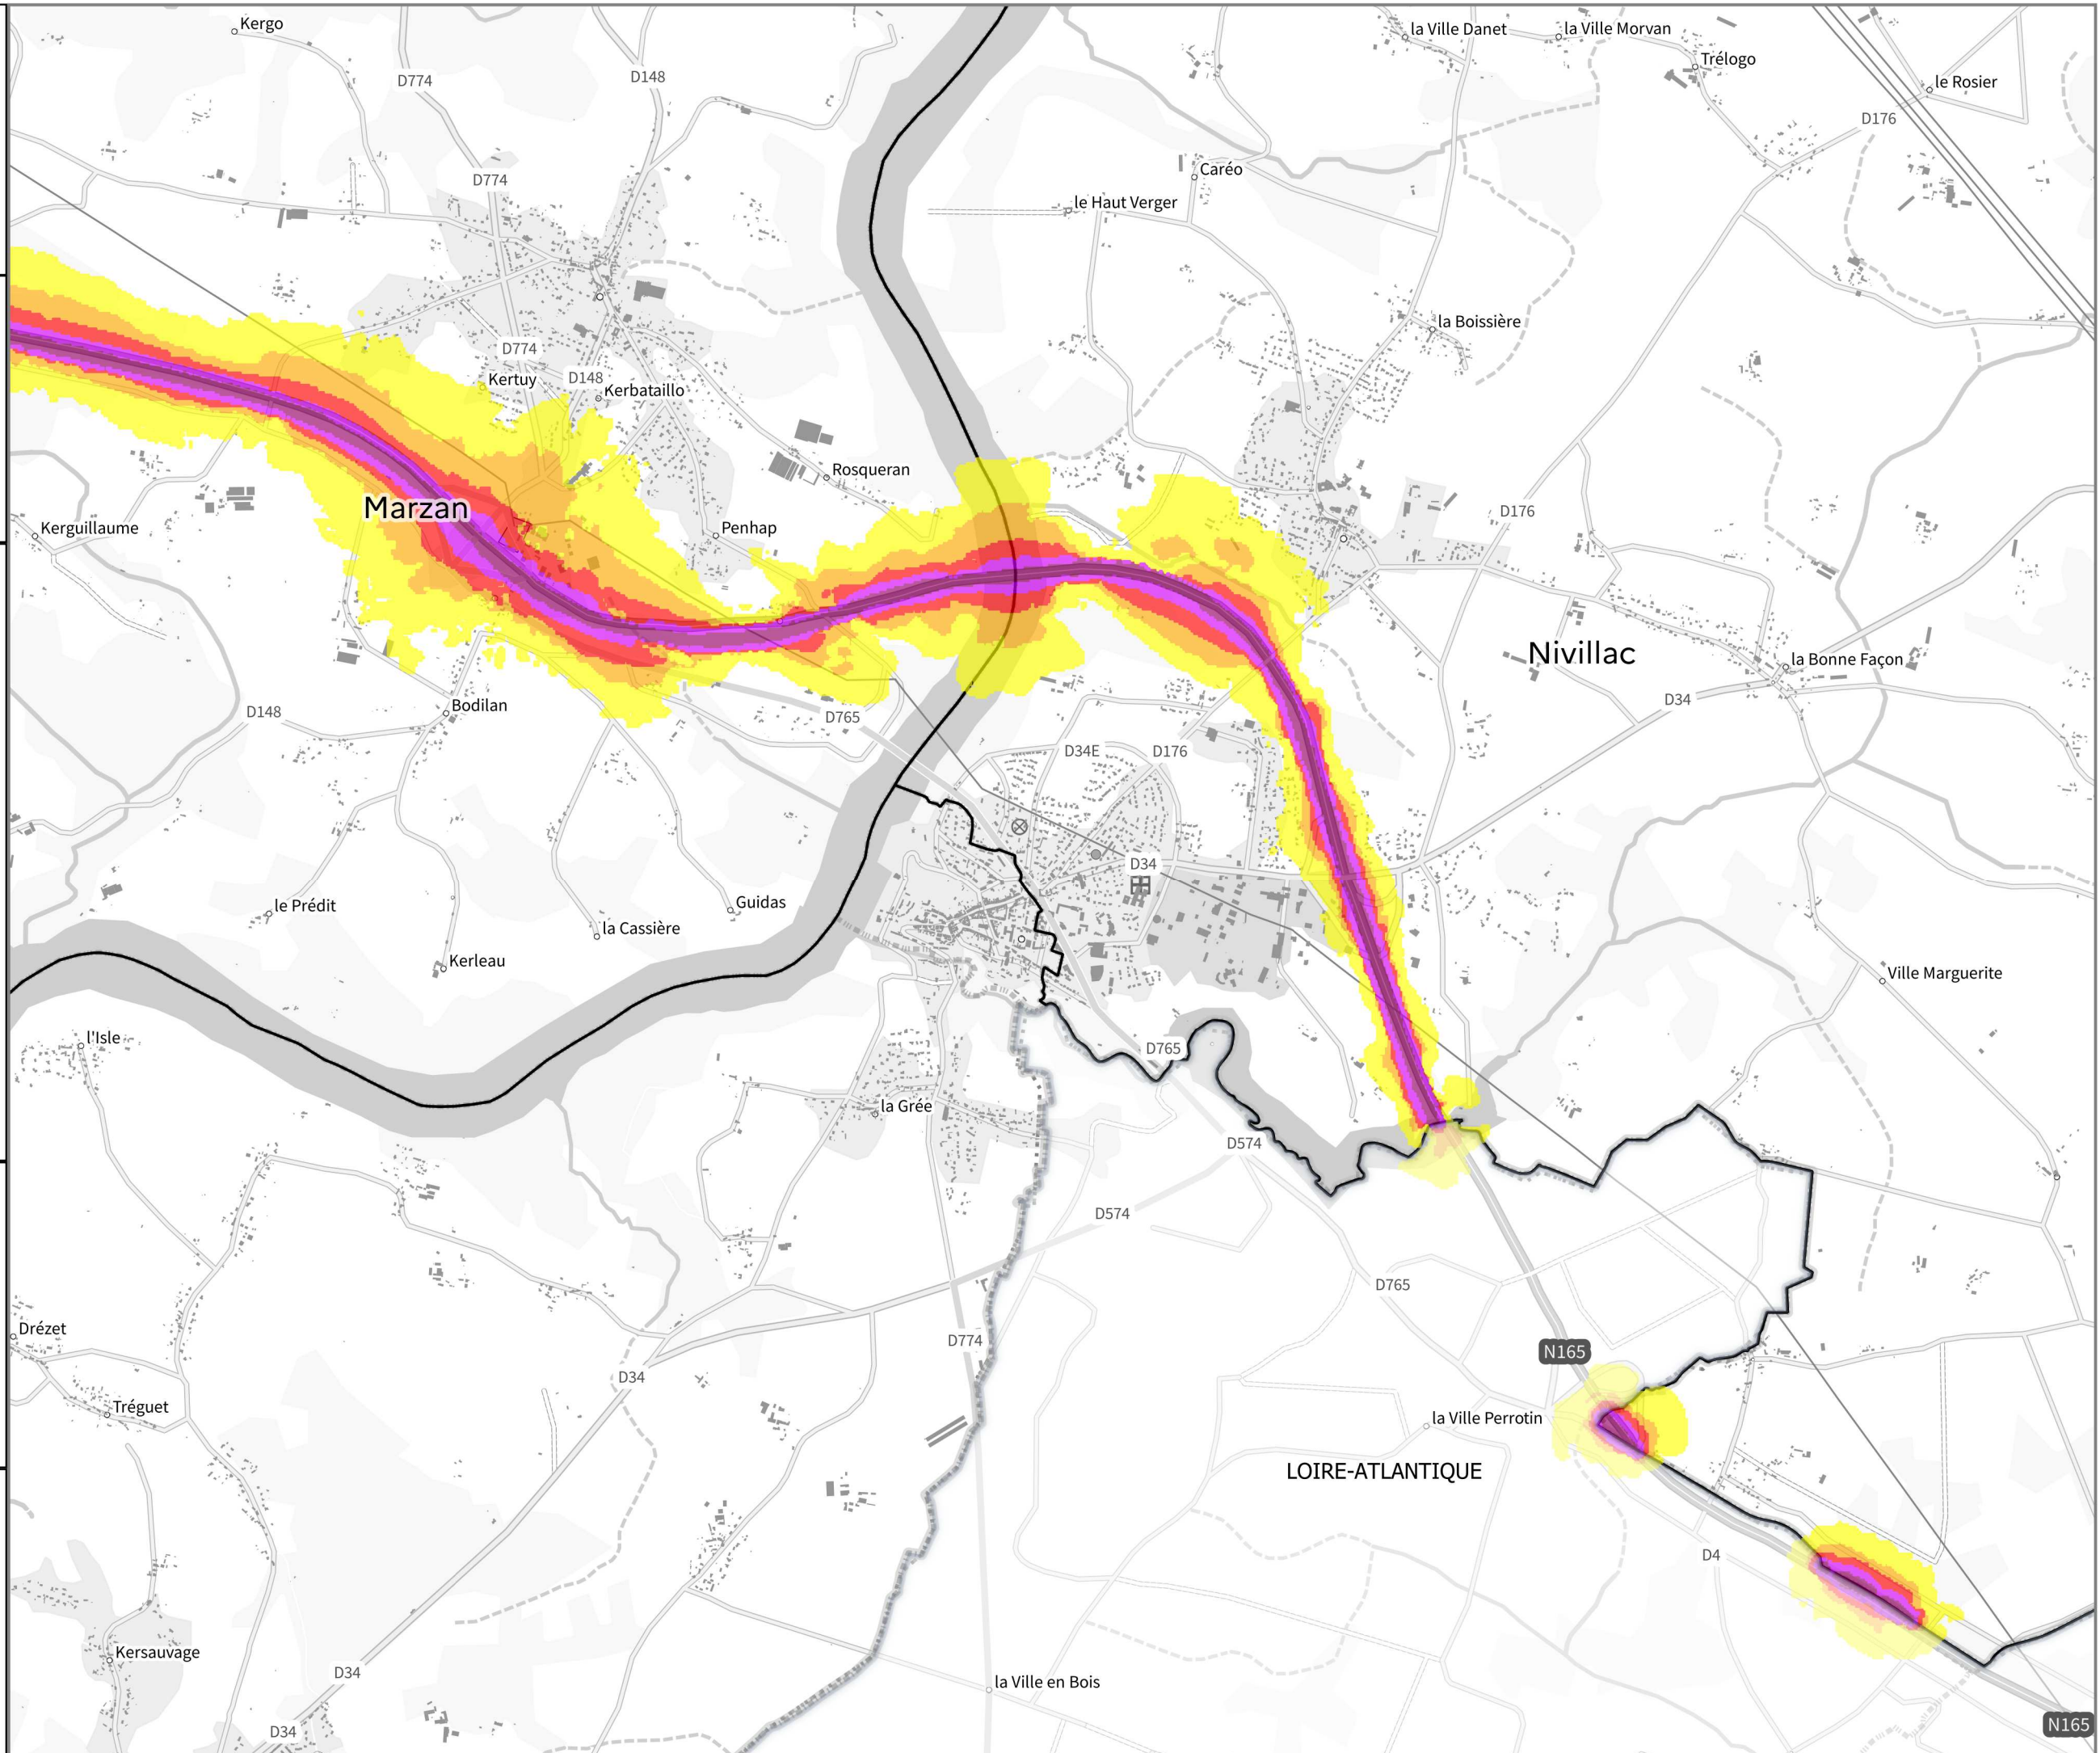 Kergo
la Ville Danet
la Ville Morvan
Trélogo
D774
D148
le Rosier
D176
D774
Caréo
le Haut Verger
la Boissière
D774
Kertuy
D148
Kerbataillo
Rosqueran
Marzan
D176
Kerguillaume
Penhap
Nivillac
la Bonne Façon
D34
Bodilan
D148
D765
D34E
D176
D34
le Prédit
Guidas
la Cassière
Kerleau
Ville Marguerite
l'Isle
D765
la Grée
D574
D574
D765
Drézet
D774
N165
D34
Tréguet
la Ville Perrotin
LOIRE-ATLANTIQUE
D4
Kersauvage
D34
la Ville en Bois
N165
D34